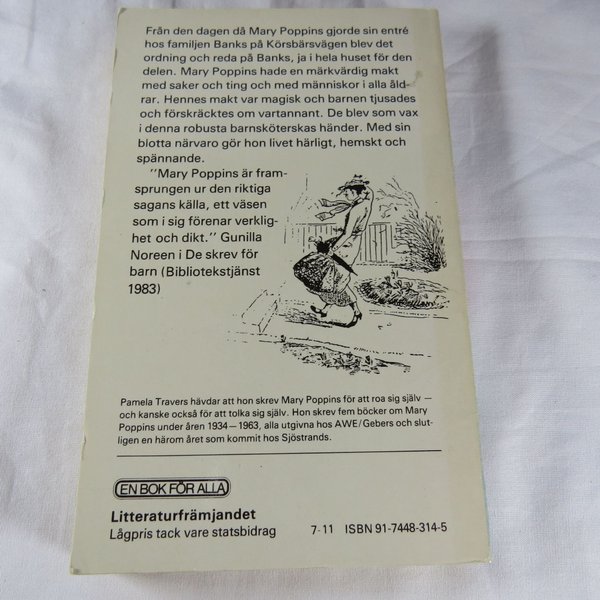 Från den dagen då Mary Poppins gjorde sin entré
hos familjen Banks på Körsbärsvägen blev det
ordning och reda på Banks, ja i hela huset för den
delen. Mary Poppins hade en märkvärdig makt
med saker och ting och med människor i alla åld-
rar. Hennes makt var magisk och barnen tjusades
och förskräcktes om vartannat. De blev som vax
i denna robusta barnsköterskas händer. Med sin
blotta närvaro gör hon livet härligt, hemskt och
spännande.
''Mary Poppins är fram-
sprungen ur den riktiga
sagans källa, ett väsen
som i sig förenar verklig-
het och dikt.'' Gunilla
Noreen i De skrev för
barn (Bibliotekstjänst
1983)
Pamela Travers hävdar att hon skrev Mary Poppins för att roa sig själv —
och kanske också för att tolka sig själv. Hon skrev fem böcker om Mary
Poppins under åren 1934—1963, alla utgivna hos AWE/Gebers och slut-
ligen en härom året som kommit hos Sjöstrands.
EN BOK FÖR ALLA
Litteraturfrämjandet
Lågpris tack vare statsbidrag
7-11 ISBN 91-7448-314-5